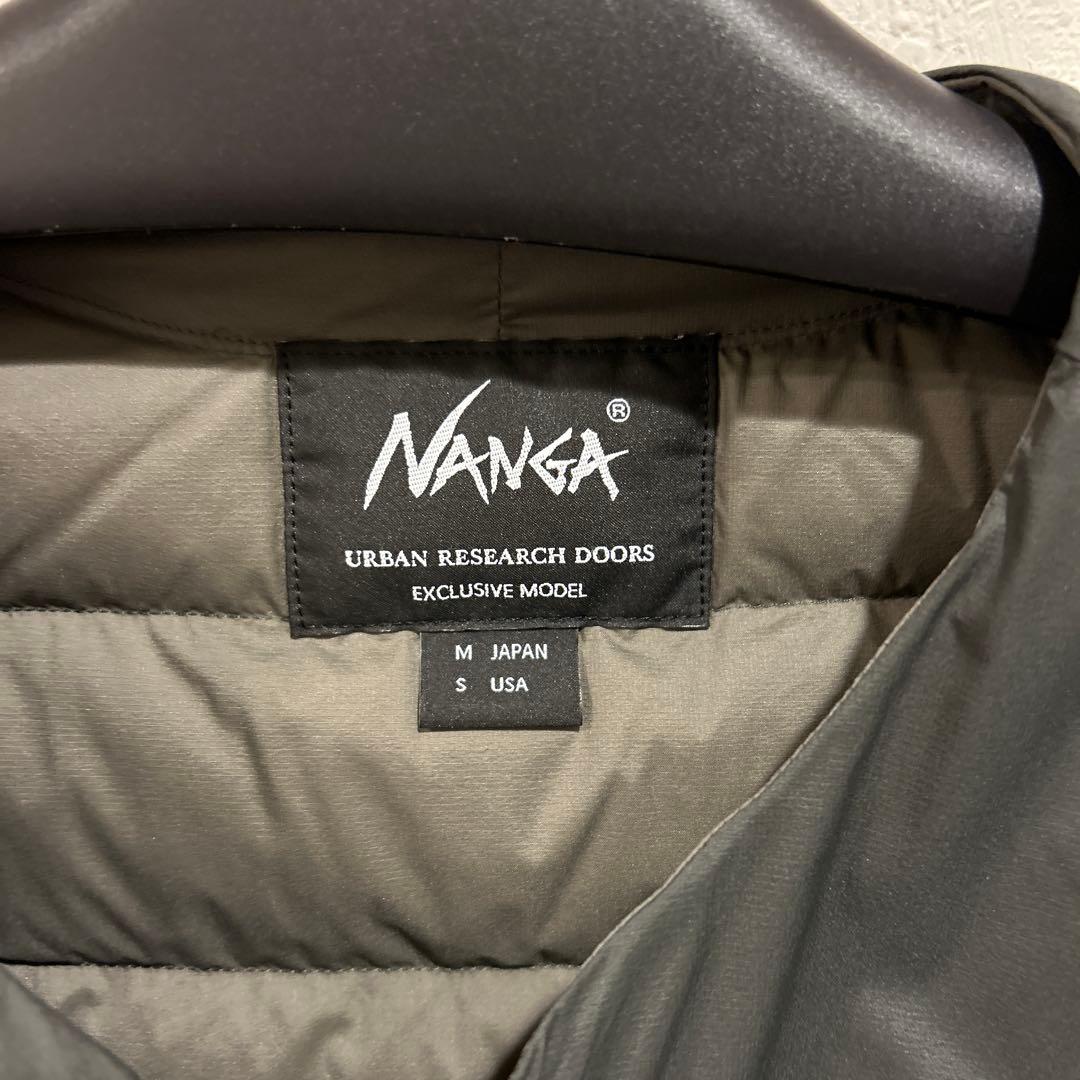 NANGA®
URBAN RESEARCH DOORS
EXCLUSIVE MODEL
M JAPAN
S USA